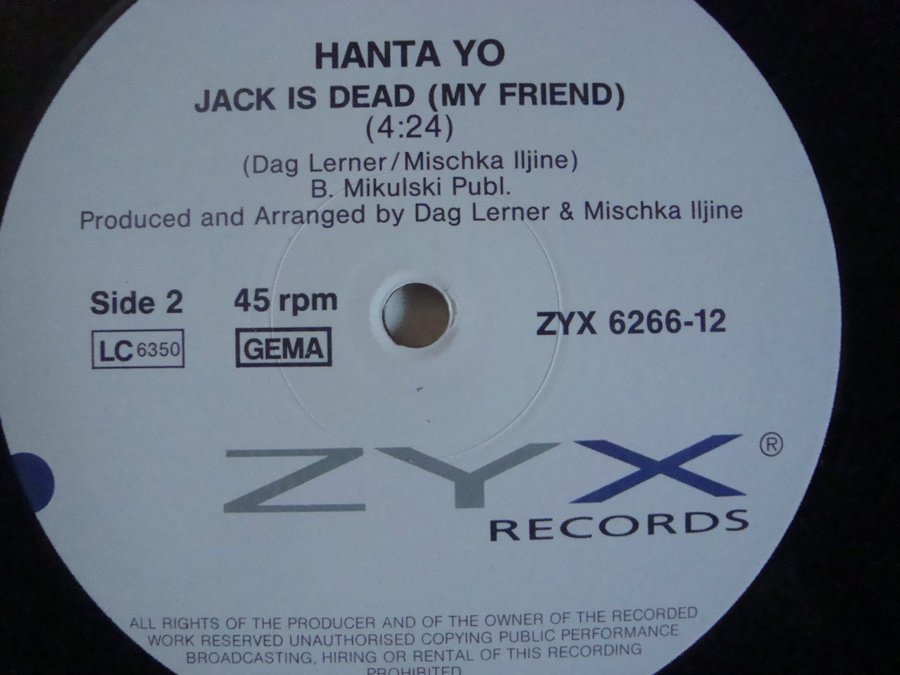 HANTA YO
JACK IS DEAD (MY FRIEND)
(4:24)
(Dag Lerner/Mischka Iljine)
B. Mikulski Publ.
Produced and Arranged by Dag Lerner & Mischka Iljine
Side 2 45 rpm
ZYX 6266-12
LC 6350 GEMA
ZYX ®
RECORDS
ALL RIGHTS OF THE PRODUCER AND OF THE OWNER OF THE RECORDED
WORK RESERVED UNAUTHORISED COPYING PUBLIC PERFORMANCE
BROADCASTING, HIRING OR RENTAL OF THIS RECORDING
PROHIBITED